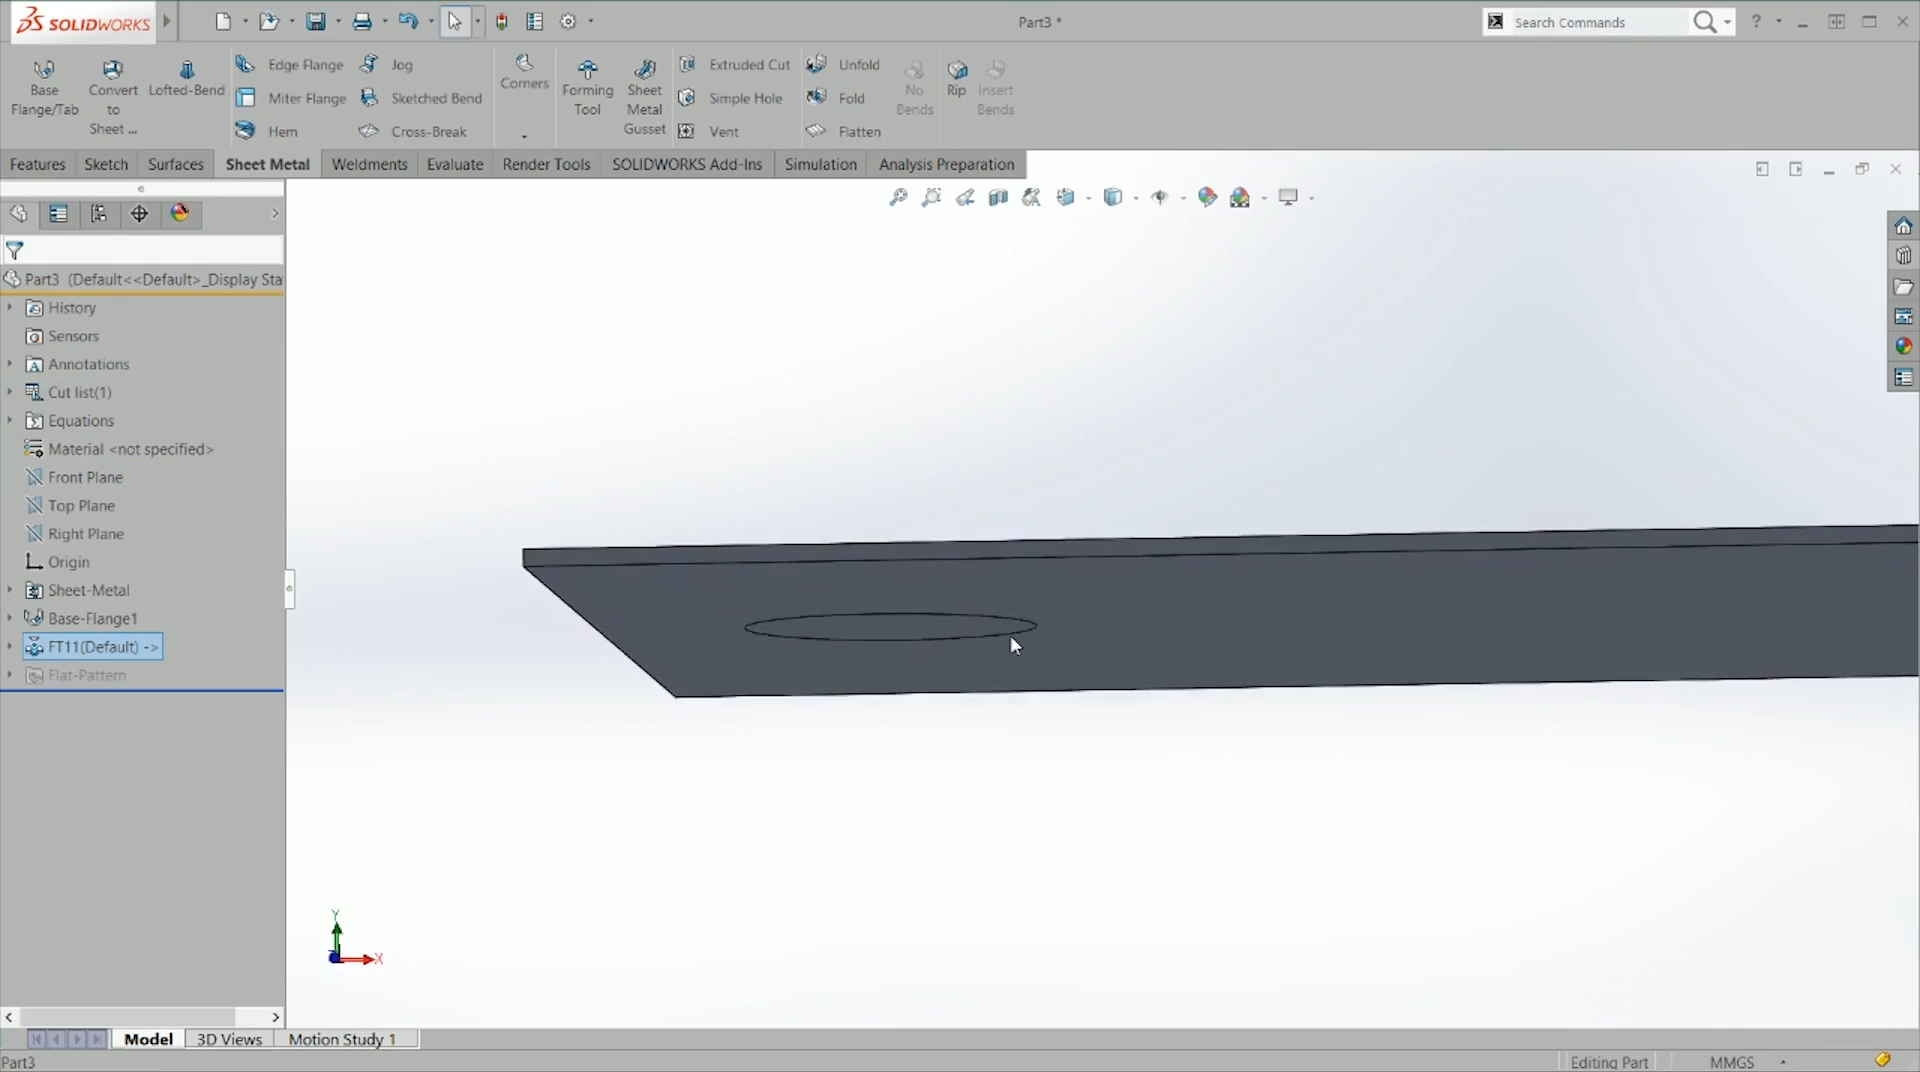 SOLIDWORKS
Part3 *
Search Commands
?
Base Flange/Tab
Convert to Sheet ...
Lofted-Bend
Edge Flange
Miter Flange
Hem
Jog
Sketched Bend
Cross-Break
Corners
Forming Tool
Sheet Metal Gusset
Extruded Cut
Simple Hole
Vent
Unfold
Fold
Flatten
No Bends
Rip
Insert Bends
Features
Sketch
Surfaces
Sheet Metal
Weldments
Evaluate
Render Tools
SOLIDWORKS Add-Ins
Simulation
Analysis Preparation
Part3 (Default<<Default>_Display Sta
History
Sensors
Annotations
Cut list(1)
Equations
Material <not specified>
Front Plane
Top Plane
Right Plane
Origin
Sheet-Metal
Base-Flange1
FT11(Default) ->
Flat-Pattern
Y
X
Model
3D Views
Motion Study 1
Part3
Editing Part
MMGS